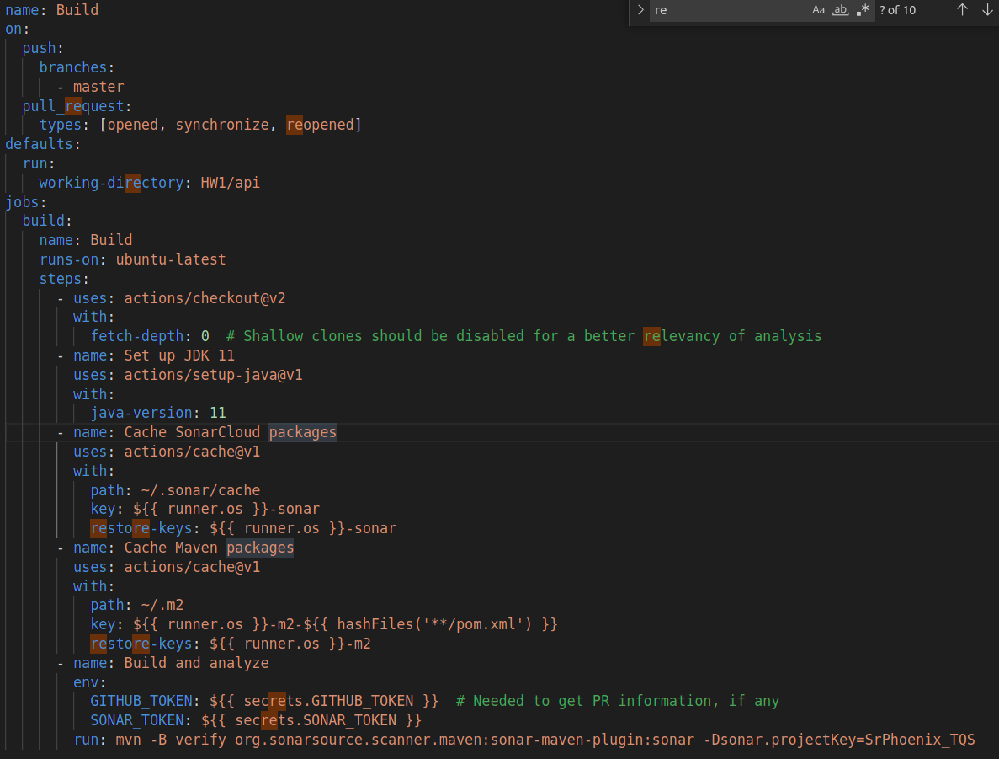 name: Build
re Aa ab .* ? of 10
on:
push:
branches:
- master
pull_request:
types: [opened, synchronize, reopened]
defaults:
run:
working-directory: HW1/api
jobs:
build:
name: Build
runs-on: ubuntu-latest
steps:
- uses: actions/checkout@v2
with:
fetch-depth: 0  # Shallow clones should be disabled for a better relevancy of analysis
- name: Set up JDK 11
uses: actions/setup-java@v1
with:
java-version: 11
- name: Cache SonarCloud packages
uses: actions/cache@v1
with:
path: ~/.sonar/cache
key: ${{ runner.os }}-sonar
restore-keys: ${{ runner.os }}-sonar
- name: Cache Maven packages
uses: actions/cache@v1
with:
path: ~/.m2
key: ${{ runner.os }}-m2-${{ hashFiles('**/pom.xml') }}
restore-keys: ${{ runner.os }}-m2
- name: Build and analyze
env:
GITHUB_TOKEN: ${{ secrets.GITHUB_TOKEN }}  # Needed to get PR information, if any
SONAR_TOKEN: ${{ secrets.SONAR_TOKEN }}
run: mvn -B verify org.sonarsource.scanner.maven:sonar-maven-plugin:sonar -Dsonar.projectKey=SrPhoenix_TQS